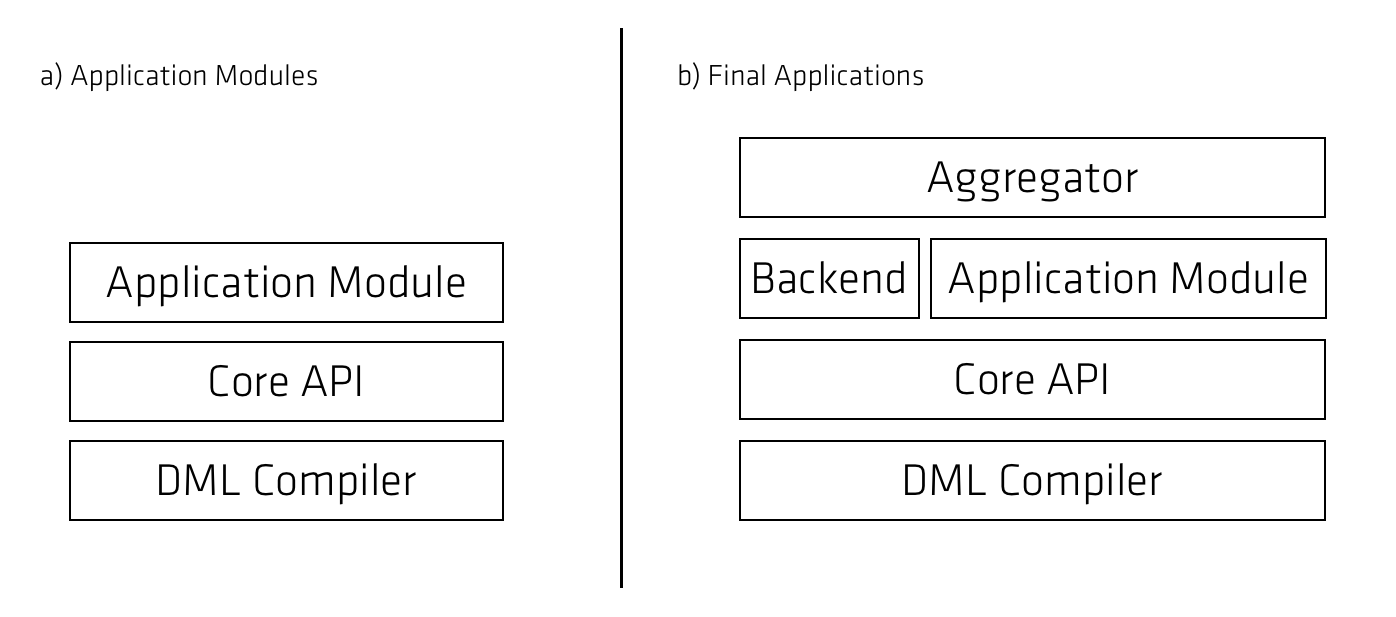 a) Application Modules
Application Module
Core API
DML Compiler
b) Final Applications
Aggregator
Backend
Application Module
Core API
DML Compiler